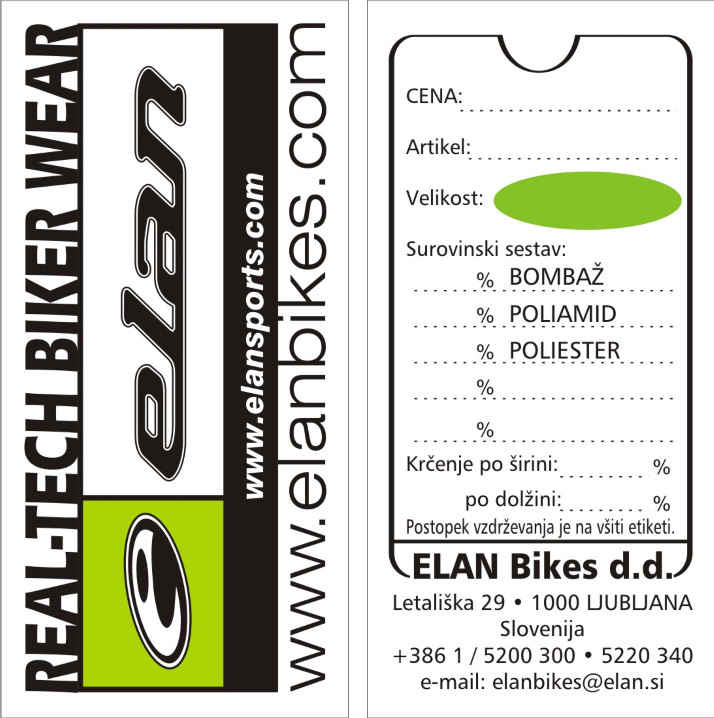 REAL-TECH BIKER WEAR
elan
e
www.elansports.com
www.elanbikes.com
CENA:
Artikel:
Velikost:
Surovinski sestav:
% BOMBAŽ
% POLIAMID
% POLIESTER
%
%
Krčenje po širini: %
po dolžini: %
Postopek vzdrževanja je na všiti etiketi.
ELAN Bikes d.d.
Letališka 29 • 1000 LJUBLJANA
Slovenija
+386 1 / 5200 300 • 5220 340
e-mail: elanbikes@elan.si